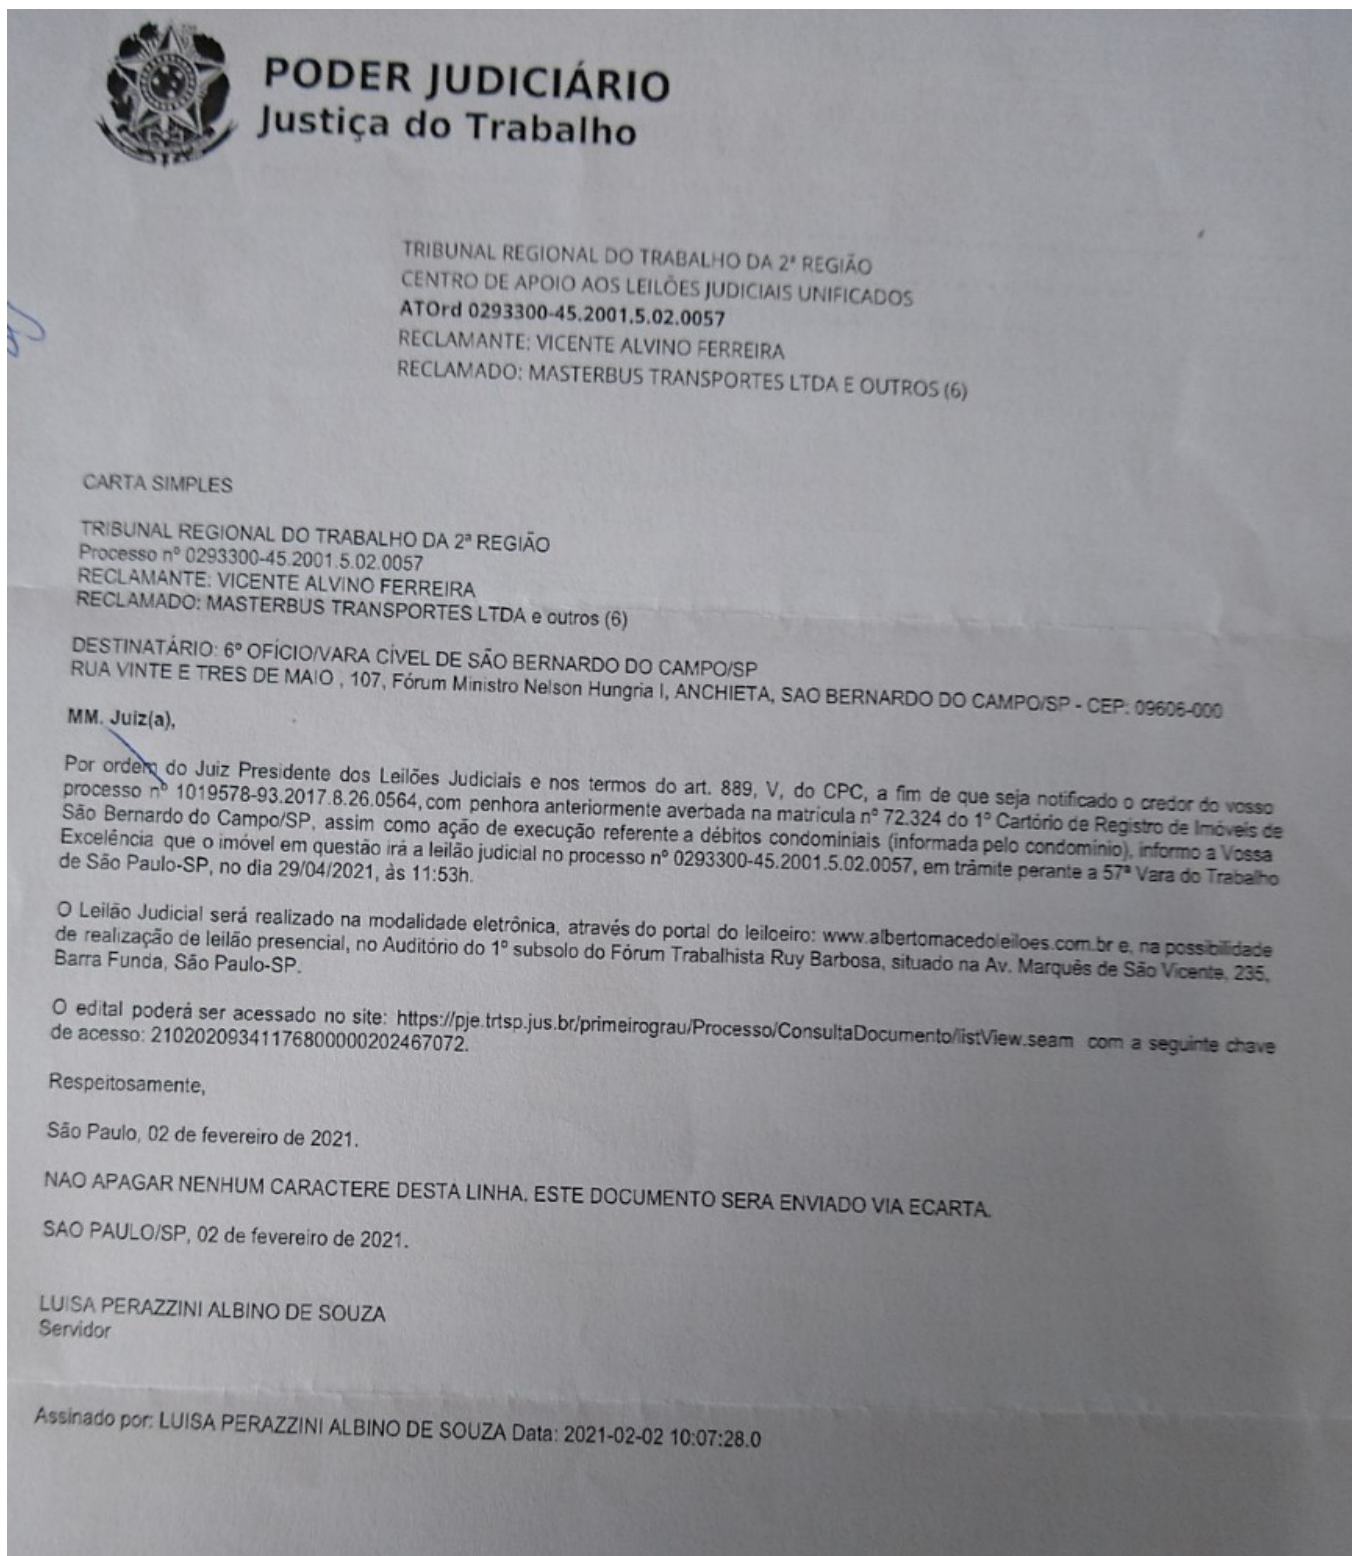 PODER JUDICIÁRIO
Justiça do Trabalho
TRIBUNAL REGIONAL DO TRABALHO DA 2ª REGIÃO
CENTRO DE APOIO AOS LEILÕES JUDICIAIS UNIFICADOS
ATOrd 0293300-45.2001.5.02.0057
RECLAMANTE: VICENTE ALVINO FERREIRA
RECLAMADO: MASTERBUS TRANSPORTES LTDA E OUTROS (6)
CARTA SIMPLES
TRIBUNAL REGIONAL DO TRABALHO DA 2ª REGIÃO
Processo nº 0293300-45.2001.5.02.0057
RECLAMANTE: VICENTE ALVINO FERREIRA
RECLAMADO: MASTERBUS TRANSPORTES LTDA e outros (6)
DESTINATÁRIO: 6º OFÍCIO/VARA CÍVEL DE SÃO BERNARDO DO CAMPO/SP
RUA VINTE E TRES DE MAIO , 107, Fórum Ministro Nelson Hungria I, ANCHIETA, SAO BERNARDO DO CAMPO/SP - CEP: 09606-000
MM. Juiz(a),
Por ordem do Juiz Presidente dos Leilões Judiciais e nos termos do art. 889, V, do CPC, a fim de que seja notificado o credor do vosso
processo nº 1019578-93.2017.8.26.0564, com penhora anteriormente averbada na matricula nº 72.324 do 1º Cartório de Registro de Imóveis de
São Bernardo do Campo/SP, assim como ação de execução referente a débitos condominiais (informada pelo condomínio), informo a Vossa
Excelência que o imóvel em questão irá a leilão judicial no processo nº 0293300-45.2001.5.02.0057, em trâmite perante a 57ª Vara do Trabalho
de São Paulo-SP, no dia 29/04/2021, às 11:53h.
O Leilão Judicial será realizado na modalidade eletrônica, através do portal do leiloeiro: www.albertomacedoleiloes.com.br e, na possibilidade
de realização de leilão presencial, no Auditório do 1º subsolo do Fórum Trabalhista Ruy Barbosa, situado na Av. Marquês de São Vicente, 235,
Barra Funda, São Paulo-SP.
O edital poderá ser acessado no site: https://pje.trtsp.jus.br/primeirograu/Processo/ConsultaDocumento/listView.seam com a seguinte chave
de acesso: 21020209341176800000202467072.
Respeitosamente,
São Paulo, 02 de fevereiro de 2021.
NAO APAGAR NENHUM CARACTERE DESTA LINHA. ESTE DOCUMENTO SERA ENVIADO VIA ECARTA.
SAO PAULO/SP, 02 de fevereiro de 2021.
LUISA PERAZZINI ALBINO DE SOUZA
Servidor
Assinado por: LUISA PERAZZINI ALBINO DE SOUZA Data: 2021-02-02 10:07:28.0